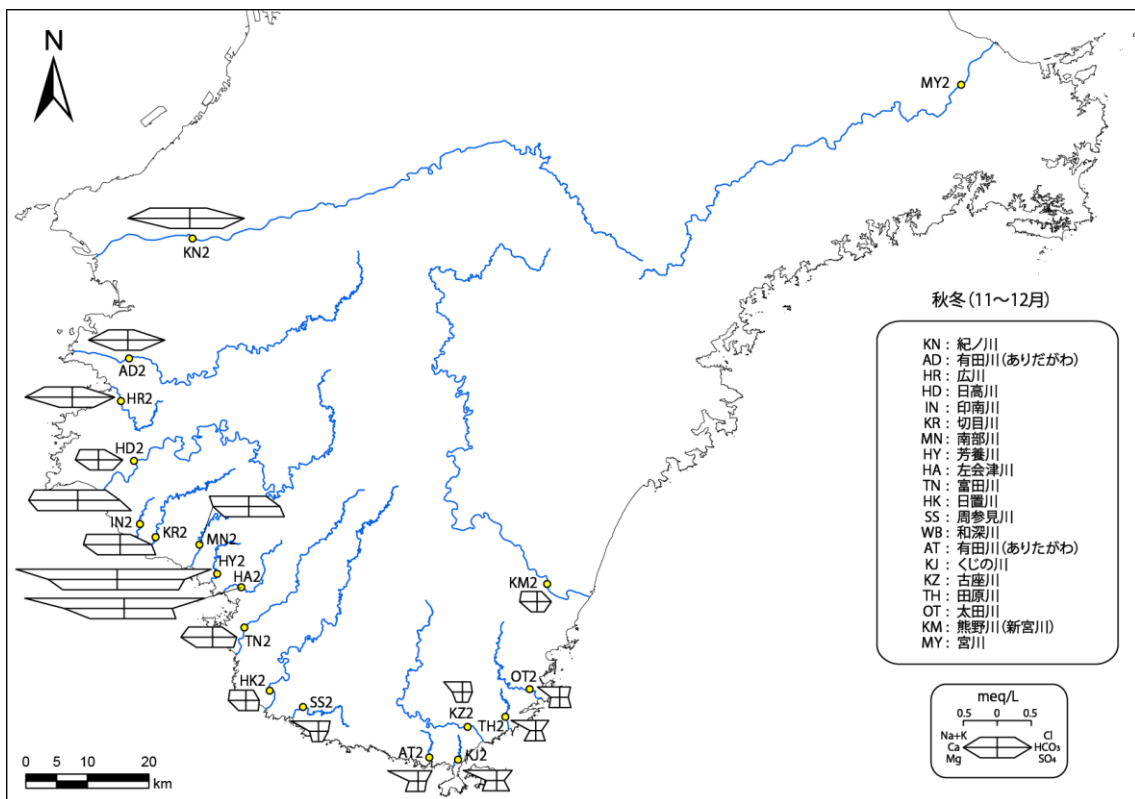 N
MY2
KN2
AD2
HR2
HD2
IN2
KR2
MN2
HY2
HA2
TN2
HK2
SS2
AT2
KJ2
KZ2
TH2
OT2
KM2
秋冬(11〜12月)
KN : 紀ノ川
AD : 有田川(ありだがわ)
HR : 広川
HD : 日高川
IN : 印南川
KR : 切目川
MN : 南部川
HY : 芳養川
HA : 左会津川
TN : 富田川
HK : 日置川
SS : 周参見川
WB : 和深川
AT : 有田川(ありたがわ)
KJ : くじの川
KZ : 古座川
TH : 田原川
OT : 太田川
KM : 熊野川(新宮川)
MY : 宮川
meq/L
0.5 0 0.5
Na+K Cl
Ca HCO₃
Mg SO₄
0 5 10 20
km